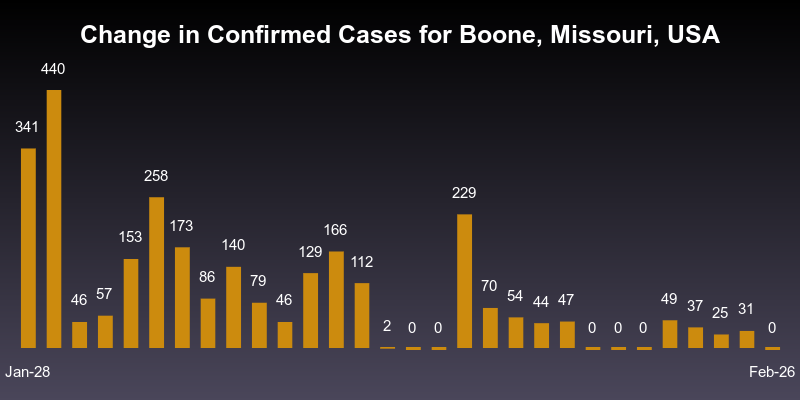 Change in Confirmed Cases for Boone, Missouri, USA
341 440 46 57 153 258 173 86 140 79 46 129 166 112 2 0 0 229 70 54 44 47 0 0 0 49 37 25 31 0
Jan-28 Feb-26